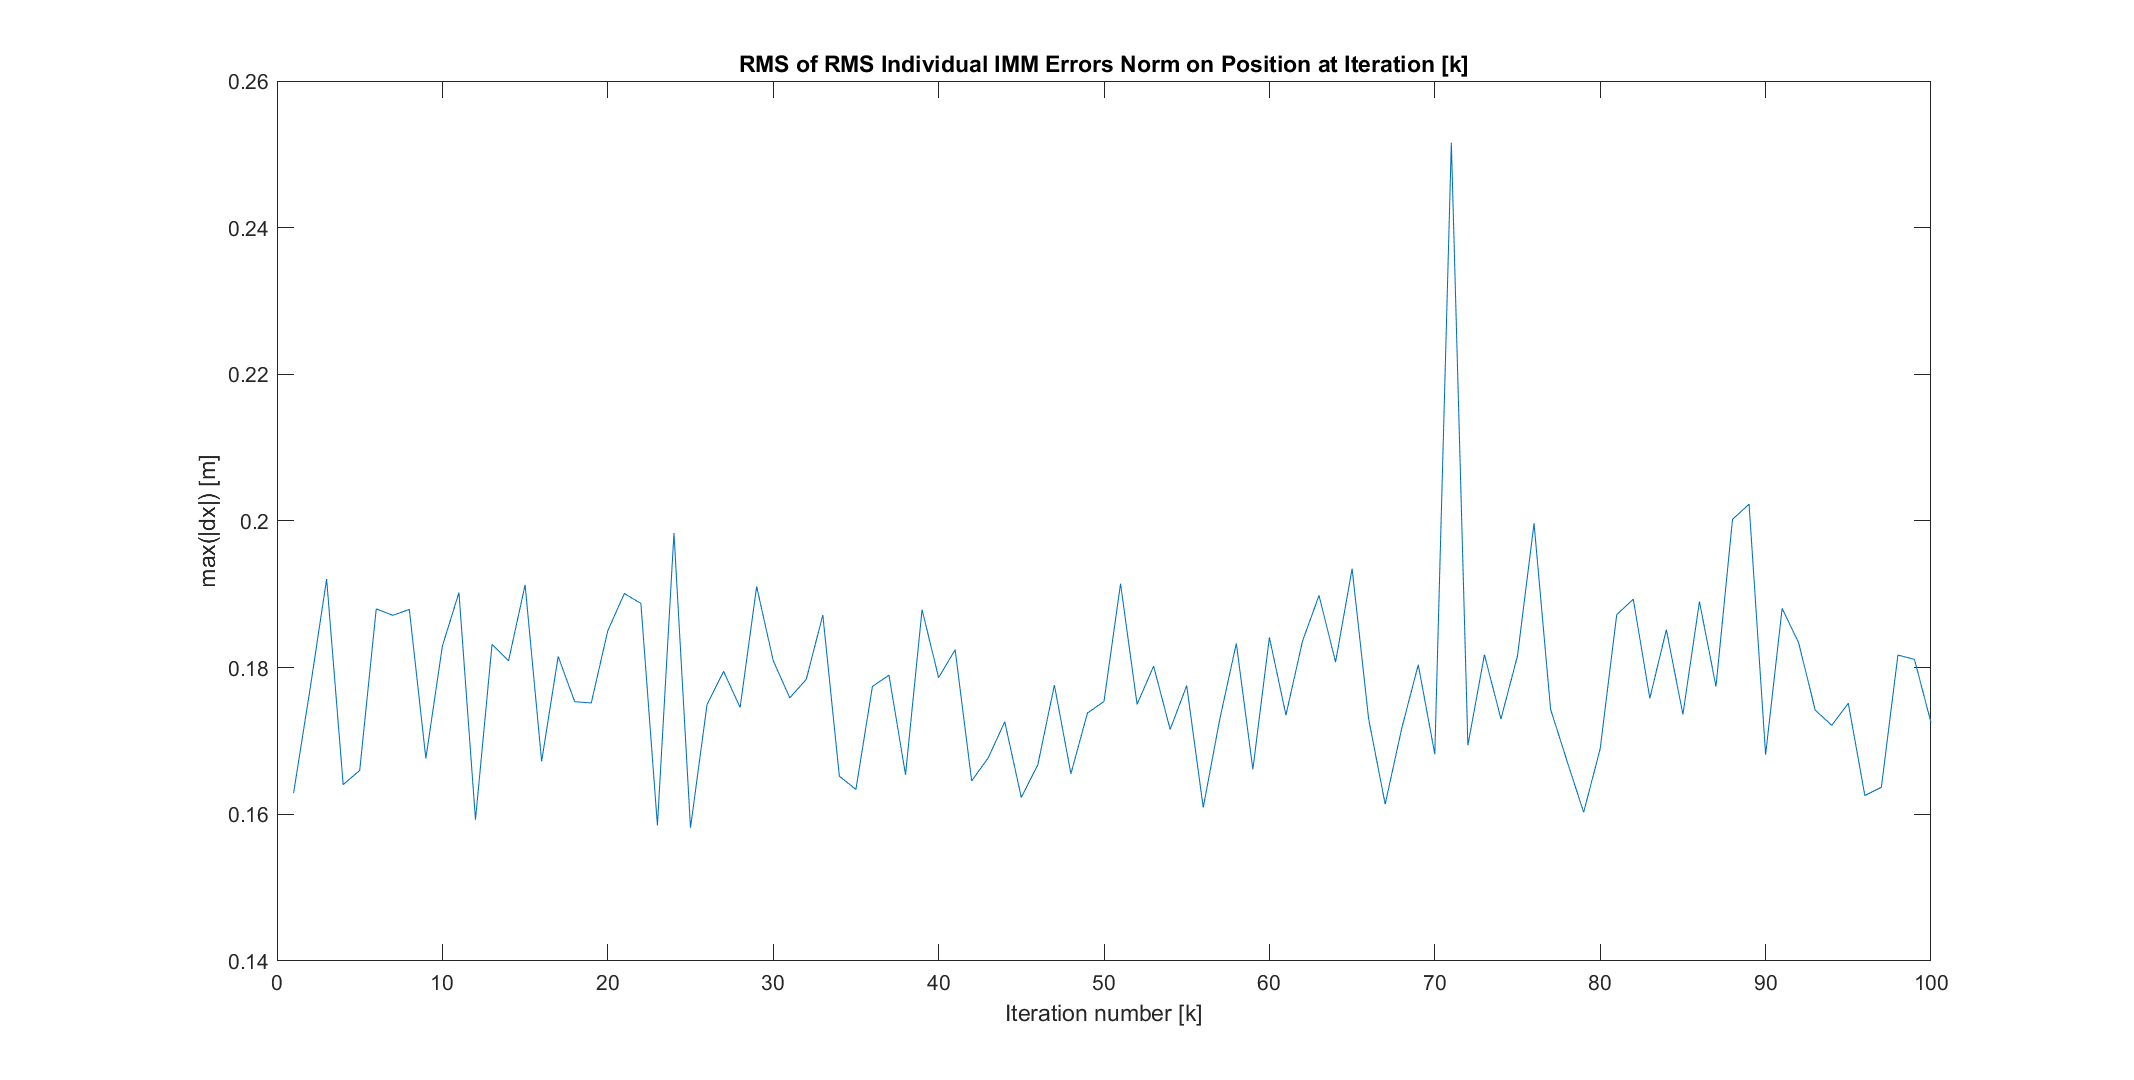 RMS of RMS Individual IMM Errors Norm on Position at Iteration [k]
0.26
0.24
0.22
0.2
0.18
0.16
0.14
max(|dx|) [m]
0 10 20 30 40 50 60 70 80 90 100
Iteration number [k]